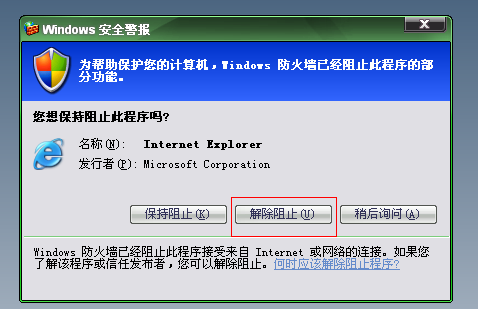 Windows 安全警报
为帮助保护您的计算机，Windows 防火墙已经阻止此程序的部
分功能。
您想保持阻止此程序吗?
名称(N): Internet Explorer
发行者(P): Microsoft Corporation
保持阻止(K) 解除阻止(U) 稍后询问(A)
Windows 防火墙已经阻止此程序接受来自 Internet 或网络的连接。如果您
了解该程序或信任发布者，您可以解除阻止。何时应该解除阻止程序?